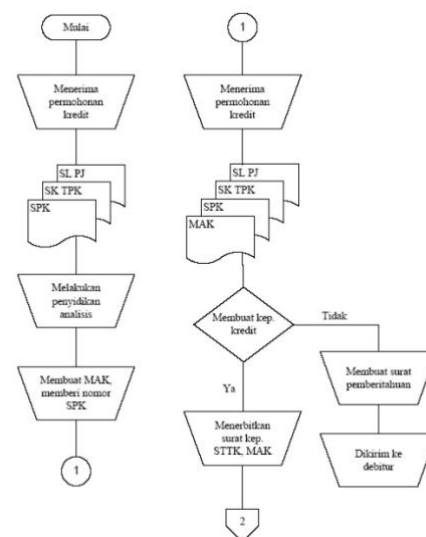 Mulai
Menerima
permohonan
kredit
SL PJ
SK TPK
SPK
Melakukan
penyidikan
analisis
Membuat MAK,
memberi nomor
SPK
1
1
Menerima
permohonan
kredit
SL PJ
SK TPK
SPK
MAK
Membuat kep.
kredit
Tidak
Ya
Membuat surat
pemberitahuan
Menerbitkan
surat kep.
STTK, MAK
Dikirim ke
debitur
2